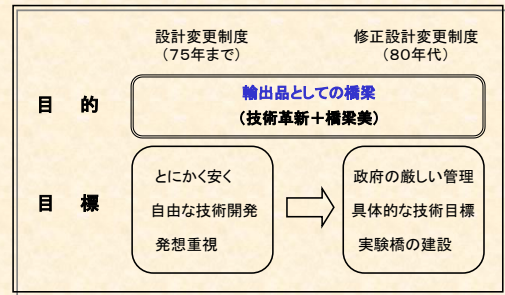 設計変更制度
(75年まで)
修正設計変更制度
(80年代)
目 的
輸出品としての橋梁
(技術革新+橋梁美)
目 標
とにかく安く
自由な技術開発
発想重視
政府の厳しい管理
具体的な技術目標
実験橋の建設